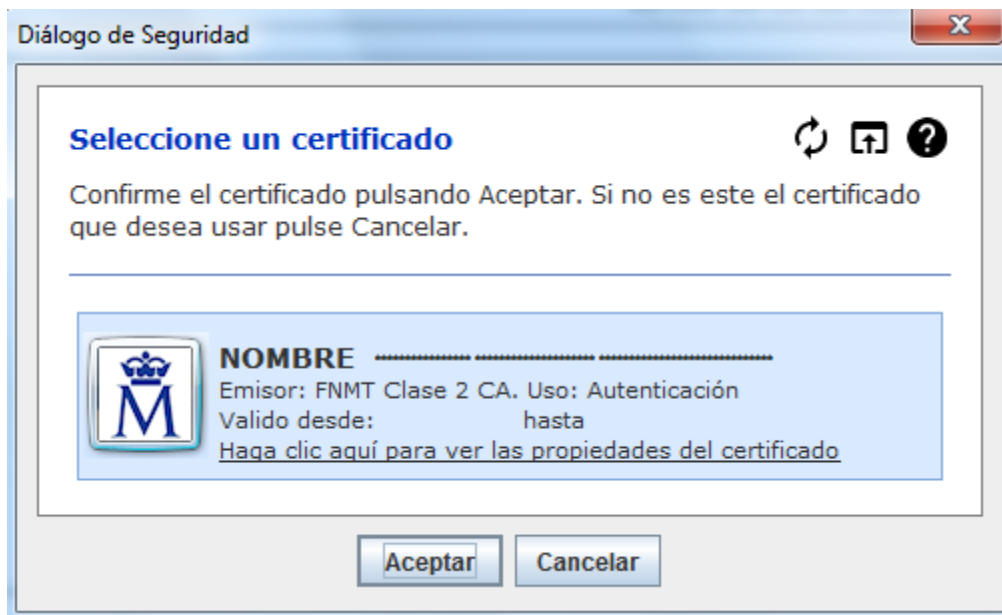 Diálogo de Seguridad
Seleccione un certificado
Confirme el certificado pulsando Aceptar. Si no es este el certificado
que desea usar pulse Cancelar.
NOMBRE
Emisor: FNMT Clase 2 CA. Uso: Autenticación
Valido desde: hasta
Haga clic aquí para ver las propiedades del certificado
Aceptar Cancelar